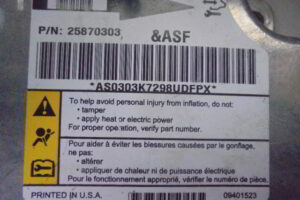 P/N: 25870303 &ASF
*AS0303K7298UDFPX*
To help avoid personal injury from inflation, do not:
• tamper
• apply heat or electric power
For proper operation, verify part number.
Pour aider à éviter les blessures causées par le gonflage,
ne pas:
• altérer
• appliquer de chaleur ni de puissance électrique
Pour le fonctionnement approprié, vérifier le numéro de pièce.
PRINTED IN U.S.A. 09401523